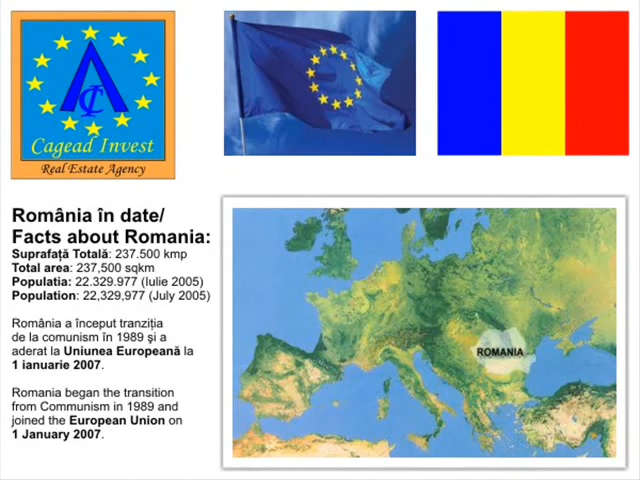 Cagead Invest
Real Estate Agency
România în date/
Facts about Romania:
Suprafaţă Totală: 237.500 kmp
Total area: 237,500 sqkm
Populatia: 22.329.977 (Iulie 2005)
Population: 22,329,977 (July 2005)
România a început tranziţia
de la comunism în 1989 şi a
aderat la Uniunea Europeană la
1 ianuarie 2007.
Romania began the transition
from Communism in 1989 and
joined the European Union on
1 January 2007.
ROMANIA